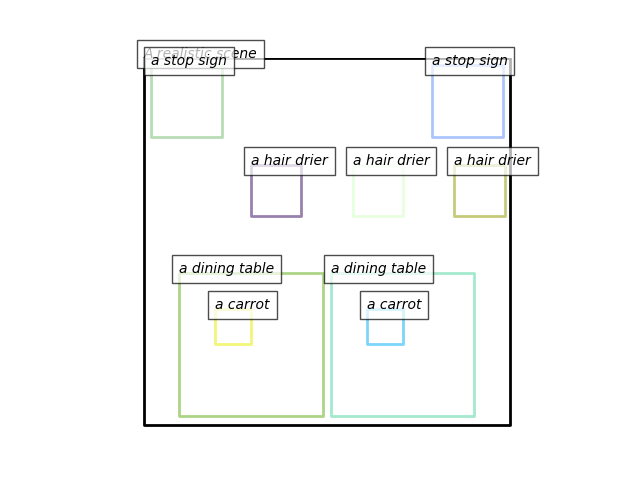 A realistic scene
a stop sign
a stop sign
a hair drier
a hair drier
a hair drier
a dining table
a dining table
a carrot
a carrot